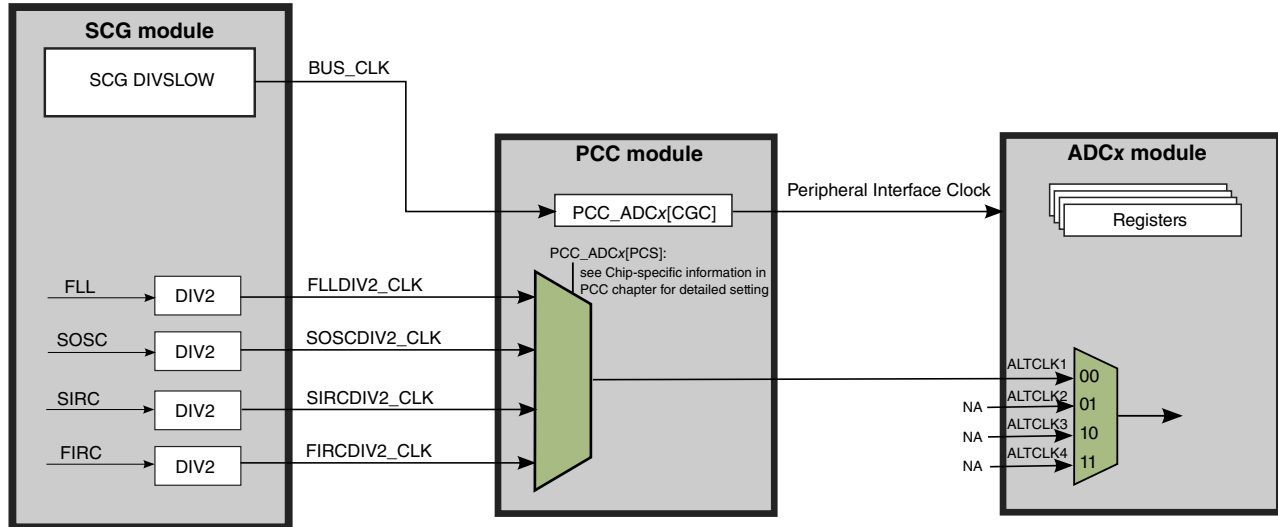 SCG module
SCG DIVSLOW
BUS_CLK
PCC module
ADCx module
PCC_ADCx[CGC]
Peripheral Interface Clock
Registers
PCC_ADCx[PCS]:
see Chip-specific information in
PCC chapter for detailed setting
FLL
DIV2
FLLDIV2_CLK
SOSC
DIV2
SOSCDIV2_CLK
SIRC
DIV2
SIRCDIV2_CLK
FIRC
DIV2
FIRCDIV2_CLK
ALTCLK1
00
NA
ALTCLK2
01
NA
ALTCLK3
10
NA
ALTCLK4
11